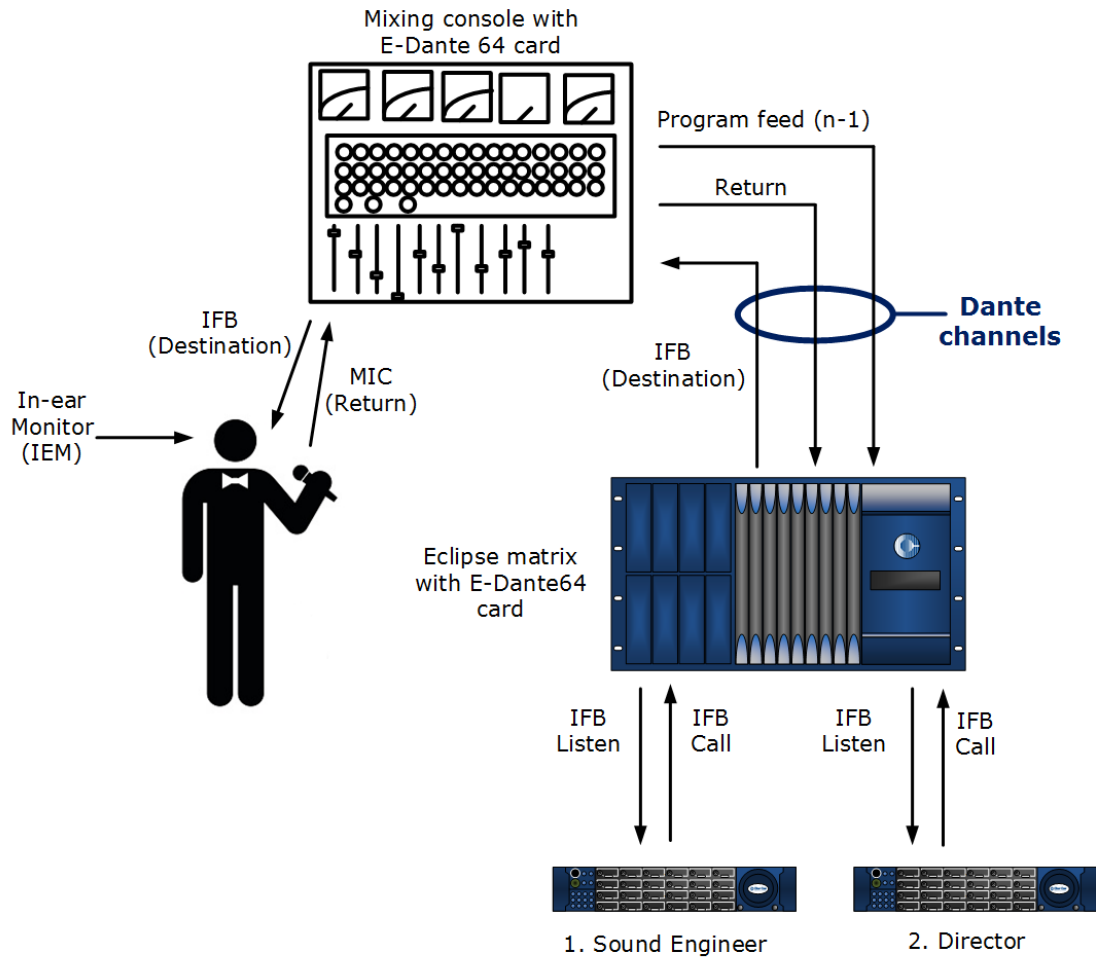 Mixing console with
E-Dante 64 card
Program feed (n-1)
Return
Dante
channels
IFB
(Destination)
MIC
(Return)
IFB
(Destination)
In-ear
Monitor
(IEM)
Eclipse matrix
with E-Dante64
card
IFB
Listen
IFB
Call
IFB
Listen
IFB
Call
1. Sound Engineer
2. Director